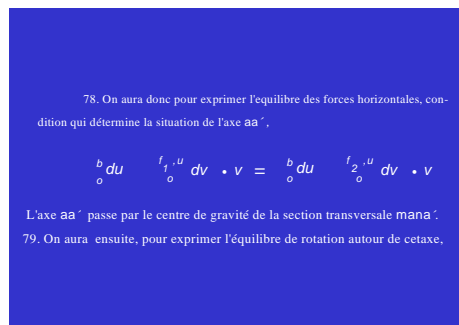 78. On aura donc pour exprimer l'equilibre des forces horizontales, con-
dition qui détermine la situation de l'axe aa´,
b o du f 1 ,u o dv • v = b o du f 2 ,u o dv • v
L'axe aa´ passe par le centre de gravité de la section transversale mana´.
79. On aura ensuite, pour exprimer l'équilibre de rotation autour de cetaxe,